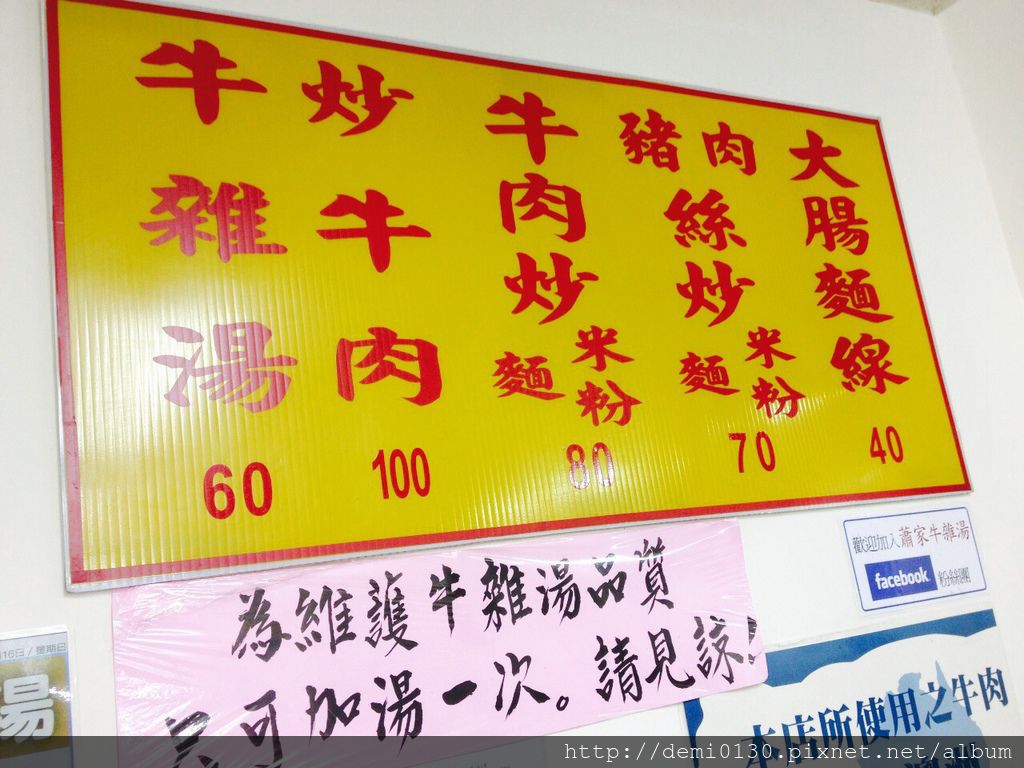 牛雜湯 60
炒牛肉 100
牛肉炒麵 米粉 80
豬肉絲炒麵 米粉 70
大腸麵線 40
為維護牛雜湯品質
只可加湯一次。請見諒!
歡迎加入蕭家牛雜湯
facebook 粉絲團
本店所使用之牛肉
16日/星期日
湯
http://demi0130.pixnet.net/album